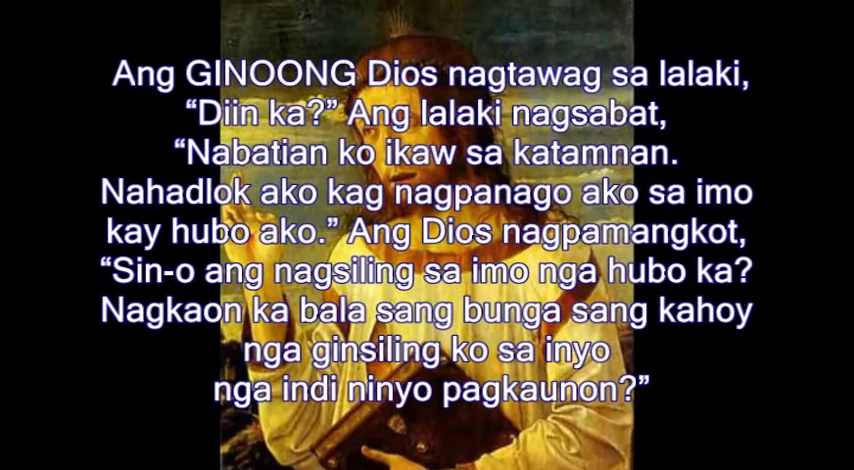 Ang GINOONG Dios nagtawag sa lalaki,
“Diin ka?” Ang lalaki nagsabat,
“Nabatian ko ikaw sa katamnan.
Nahadlok ako kag nagpanago ako sa imo
kay hubo ako.” Ang Dios nagpamangkot,
“Sin-o ang nagsiling sa imo nga hubo ka?
Nagkaon ka bala sang bunga sang kahoy
nga ginsiling ko sa inyo
nga indi ninyo pagkaunon?”